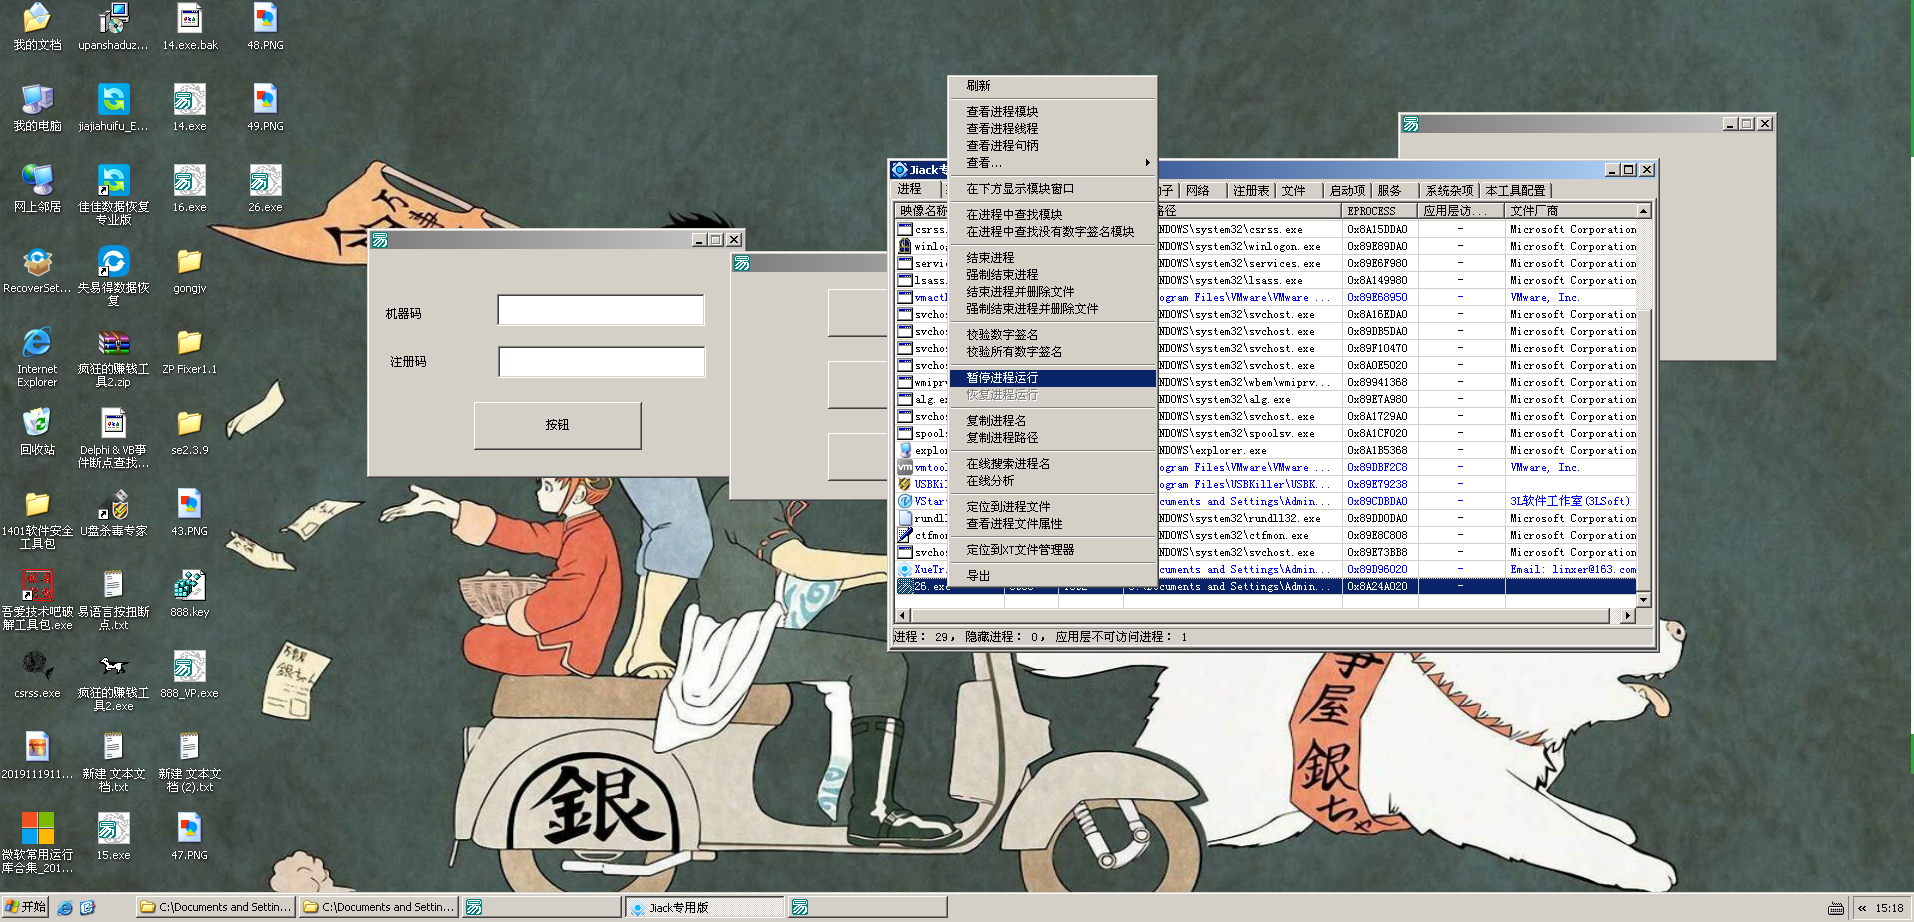 我的文档
upanshaduz...
14.exe.bak
48.PNG
我的电脑
jiajiahuifu_E...
14.exe
49.PNG
网上邻居
佳佳数据恢复
专业版
16.exe
26.exe
RecoverSet...
失易得数据恢
复
gongjv
Internet
Explorer
疯狂的赚钱工
具2.zip
ZP Fixer1.1
回收站
Delphi & VB事
件断点查找...
se2.3.9
1401软件安全
工具包
U盘杀毒专家
43.PNG
吾爱技术吧破
解工具包.exe
易语言按扭断
点.txt
888.key
csrss.exe
疯狂的赚钱工
具2.exe
888_VP.exe
2019111911...
新建 文本文
档.txt
新建 文本文
档 (2).txt
微软常用运行
库合集_201...
15.exe
47.PNG
机器码
注册码
按钮
Jiack专
进程
网络
注册表
文件
启动项
服务
系统杂项
本工具配置
映像名称
路径
EPROCESS
应用层访...
文件厂商
csrss.
NDOWS\system32\csrss.exe
0x8A15DDA0
-
Microsoft Corporation
winlog
NDOWS\system32\winlogon.exe
0x89E89DA0
-
Microsoft Corporation
servic
NDOWS\system32\services.exe
0x89E6F980
-
Microsoft Corporation
lsass.
NDOWS\system32\lsass.exe
0x8A149980
-
Microsoft Corporation
vmactl
ogram Files\VMware\VMware ...
0x89E68950
-
VMware, Inc.
svchos
NDOWS\system32\svchost.exe
0x8A16EDA0
-
Microsoft Corporation
svchos
NDOWS\system32\svchost.exe
0x89DB5DA0
-
Microsoft Corporation
svchos
NDOWS\system32\svchost.exe
0x89F10470
-
Microsoft Corporation
svchos
NDOWS\system32\svchost.exe
0x8A0E5020
-
Microsoft Corporation
wmiprv
NDOWS\system32\wbem\wmiprv...
0x89941368
-
Microsoft Corporation
alg.ex
NDOWS\system32\alg.exe
0x89E7A980
-
Microsoft Corporation
svchos
NDOWS\system32\svchost.exe
0x8A1729A0
-
Microsoft Corporation
spools
NDOWS\system32\spoolsv.exe
0x8A1CF020
-
Microsoft Corporation
explor
NDOWS\explorer.exe
0x8A1B5368
-
Microsoft Corporation
vmtool
ogram Files\VMware\VMware ...
0x89DBF2C8
-
VMware, Inc.
USBKil
ogram Files\USBKiller\USBK...
0x89E79238
-
VStar
cuments and Settings\Admin...
0x89CDBDA0
-
3L软件工作室(3LSoft)
rundll
NDOWS\system32\rundll32.exe
0x89DD0DA0
-
Microsoft Corporation
ctfmon
NDOWS\system32\ctfmon.exe
0x89E8C808
-
Microsoft Corporation
svchos
NDOWS\system32\svchost.exe
0x89E73BB8
-
Microsoft Corporation
XueTr.
cuments and Settings\Admin...
0x89D96020
-
Email: linxer@163.com
26.exe
cuments and Settings\Admin...
0x8A24A020
-
进程: 29, 隐藏进程: 0, 应用层不可访问进程: 1
刷新
查看进程模块
查看进程线程
查看进程句柄
查看...
在下方显示模块窗口
在进程中查找模块
在进程中查找没有数字签名模块
结束进程
强制结束进程
结束进程并删除文件
强制结束进程并删除文件
校验数字签名
校验所有数字签名
暂停进程运行
恢复进程运行
复制进程名
复制进程路径
在线搜索进程名
在线分析
定位到进程文件
查看进程文件属性
定位到XT文件管理器
导出
万事
銀
屋
銀
ちゃ
开始
C:\Documents and Settin...
C:\Documents and Settin...
Jiack专用版
15:18